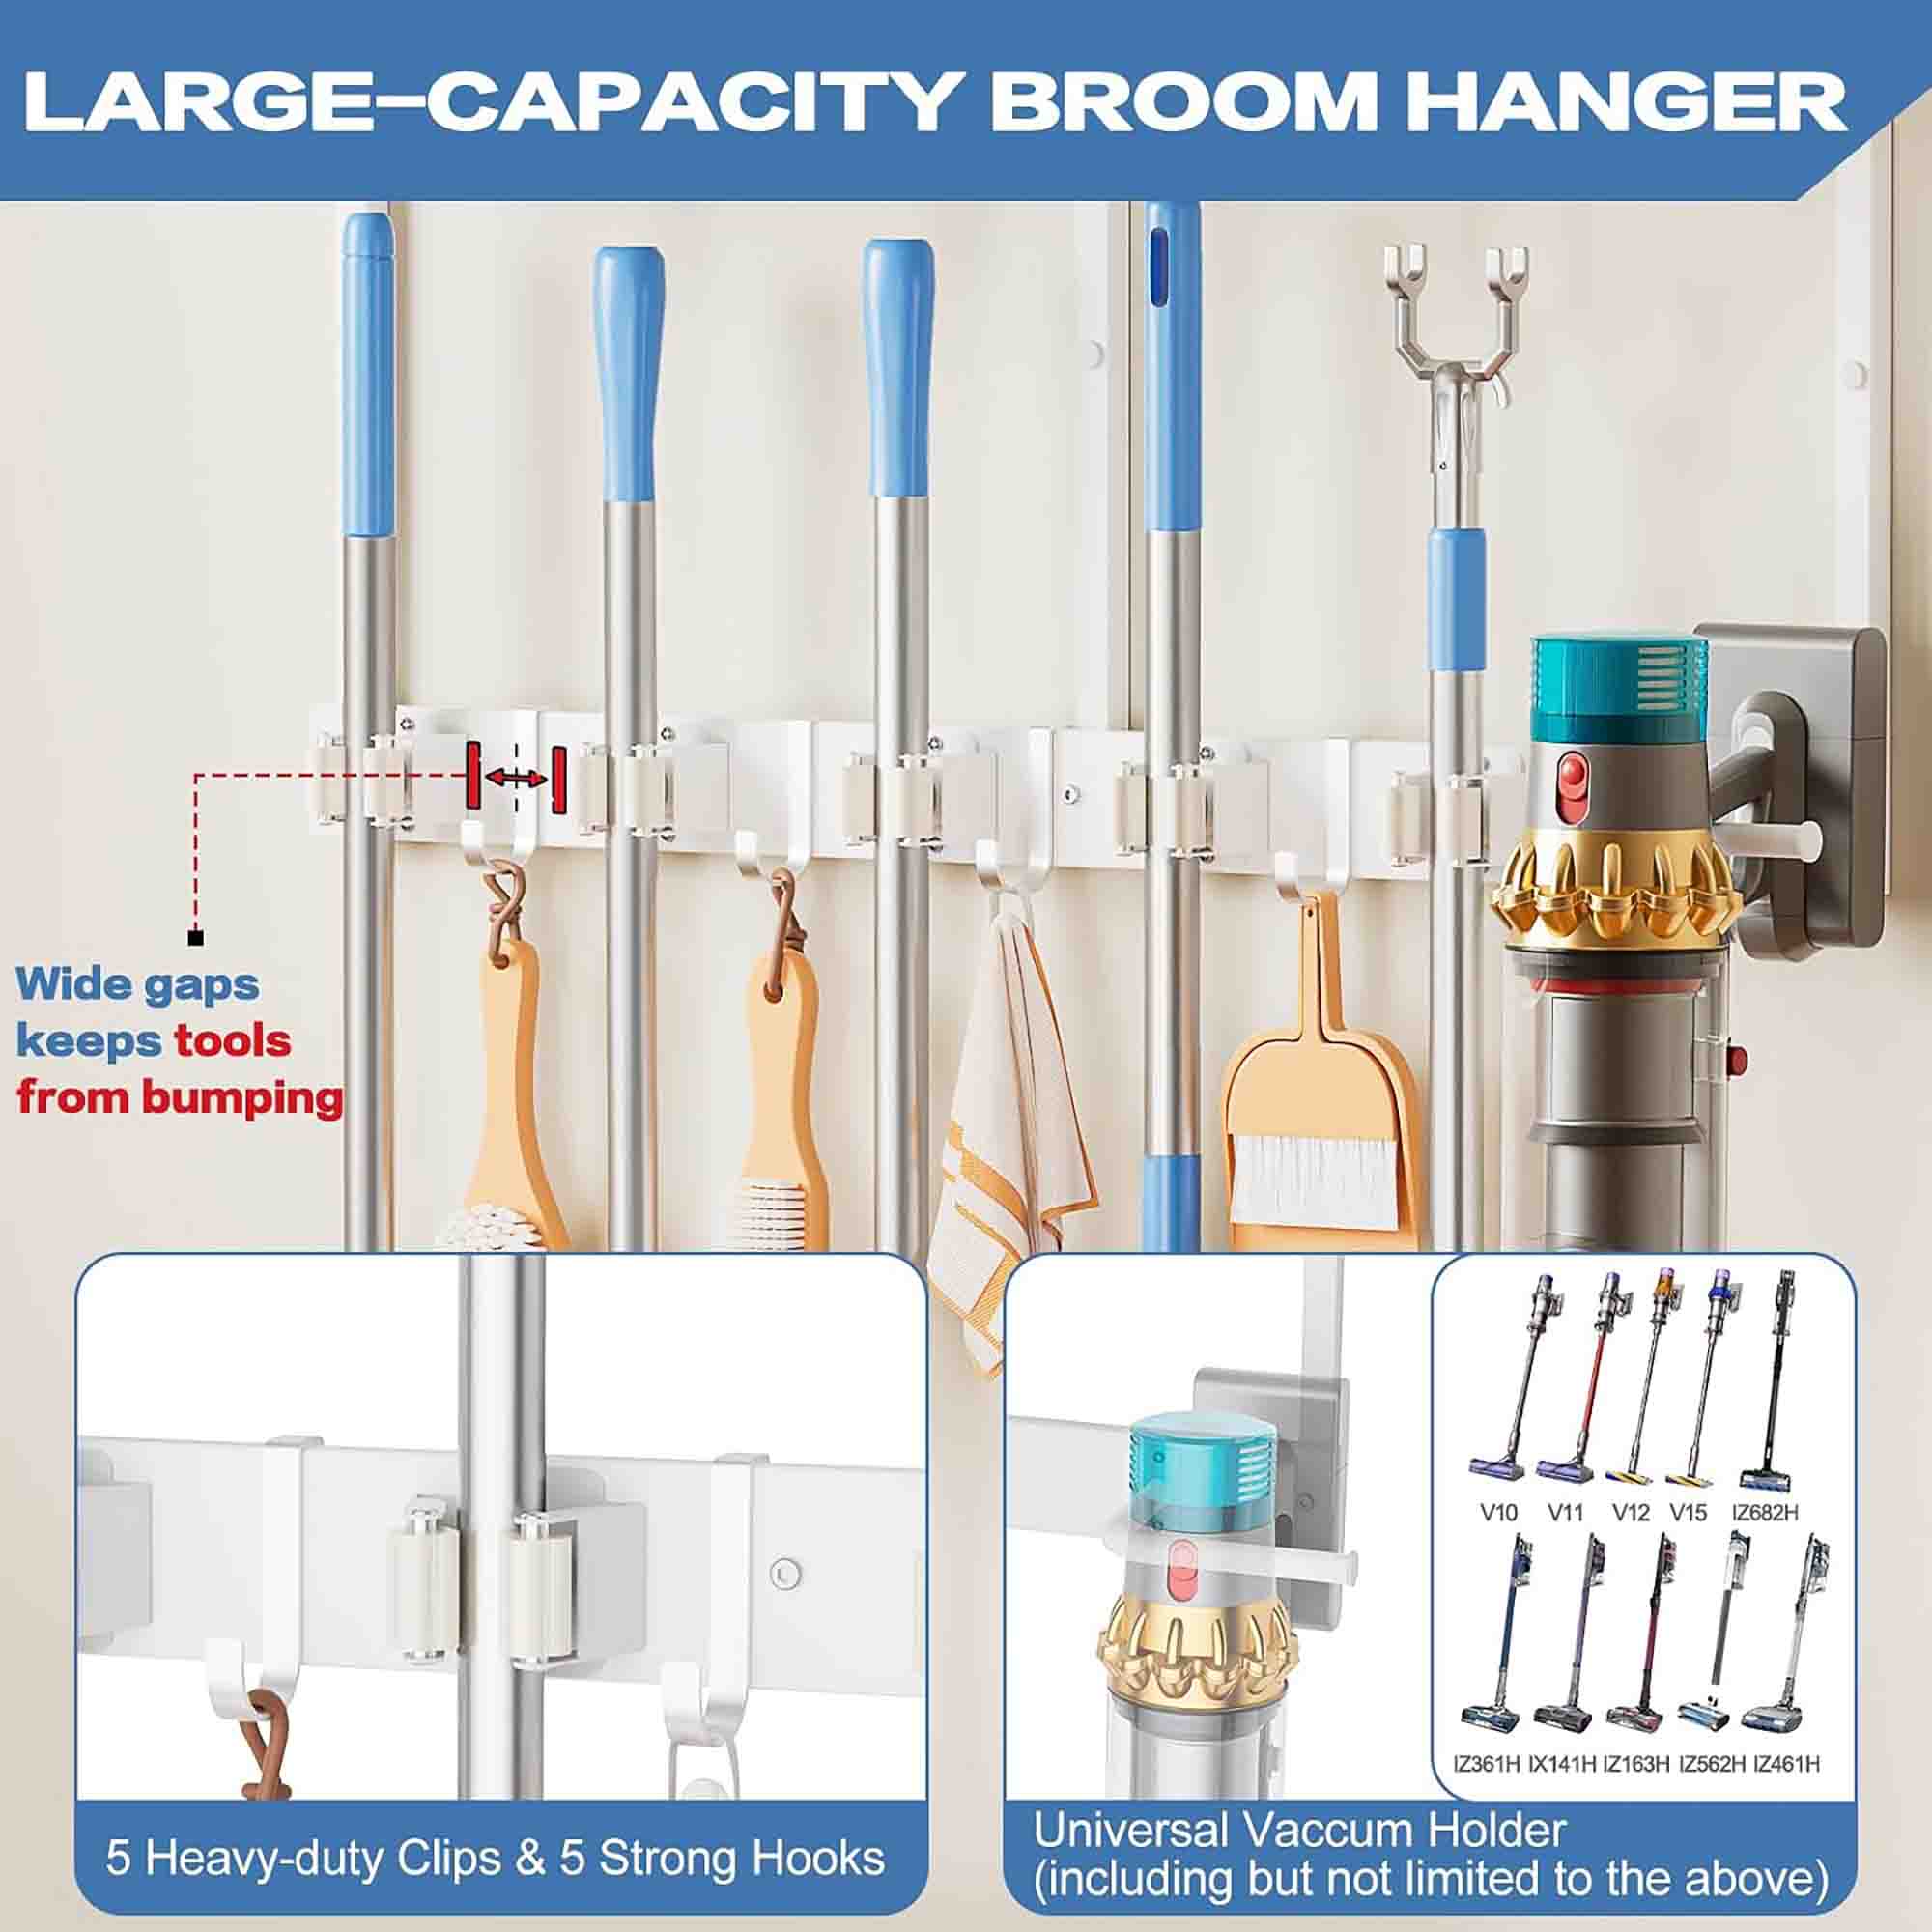 LARGE-CAPACITY BROOM HANGER
Wide gaps
keeps tools
from bumping
V10 V11 V12 V15 IZ682H
IZ361H IX141H IZ163H IZ562H IZ461H
5 Heavy-duty Clips & 5 Strong Hooks
Universal Vaccum Holder
(including but not limited to the above)